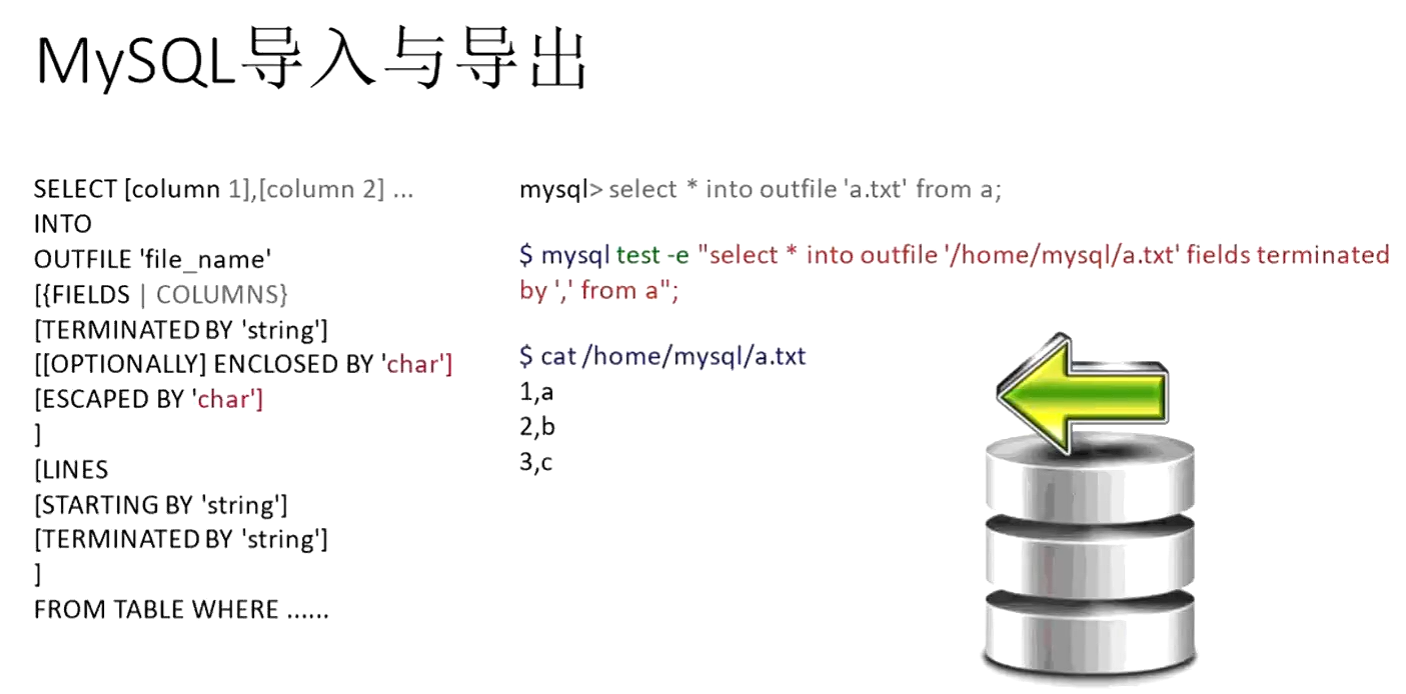 MySQL导入与导出
SELECT [column 1],[column 2] ...
INTO
OUTFILE 'file_name'
[{FIELDS | COLUMNS}
[TERMINATED BY 'string']
[[OPTIONALLY] ENCLOSED BY 'char']
[ESCAPED BY 'char']
]
[LINES
[STARTING BY 'string']
[TERMINATED BY 'string']
]
FROM TABLE WHERE ......
mysql> select * into outfile 'a.txt' from a;
$ mysql test -e "select * into outfile '/home/mysql/a.txt' fields terminated
by ',' from a";
$ cat /home/mysql/a.txt
1,a
2,b
3,c